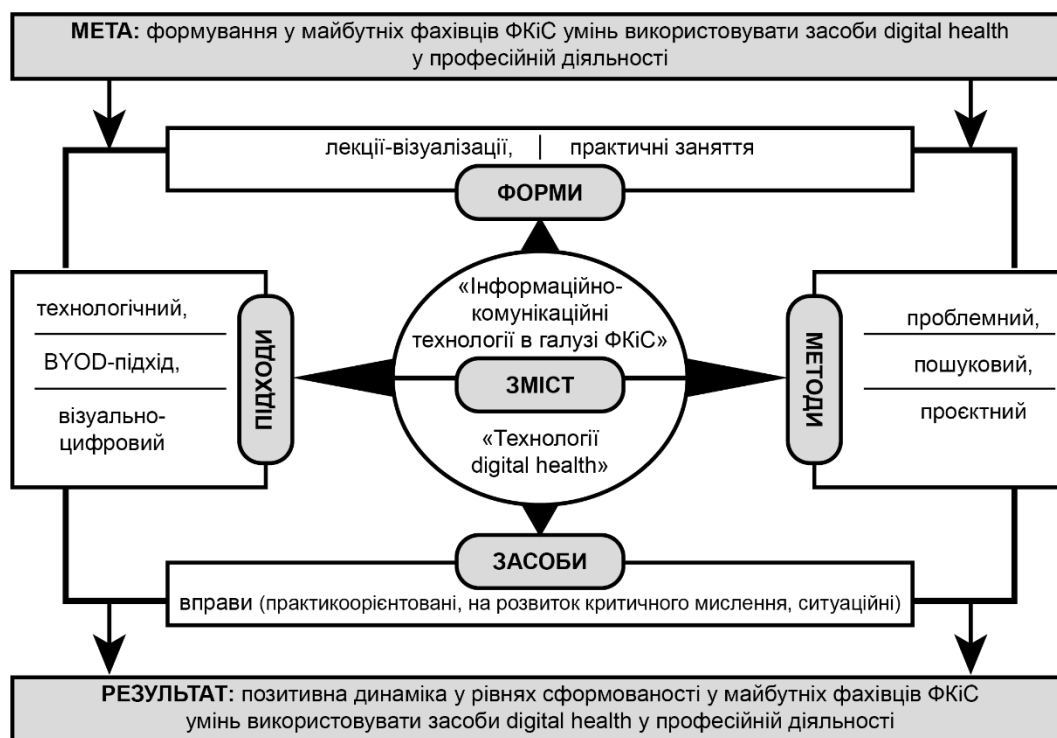 МЕТА: формування у майбутніх фахівців ФКіС умінь використовувати засоби digital health
у професійній діяльності
лекції-візуалізації,
практичні заняття
ФОРМИ
технологічний,
BYOD-підхід,
візуально-
цифровий
ПІДХОДИ
«Інформаційно-
комунікаційні
технології в галузі ФКіС»
ЗМІСТ
«Технології
digital health»
МЕТОДИ
проблемний,
пошуковий,
проєктний
ЗАСОБИ
вправи (практикоорієнтовані, на розвиток критичного мислення, ситуаційні)
РЕЗУЛЬТАТ: позитивна динаміка у рівнях сформованості у майбутніх фахівців ФКіС
умінь використовувати засоби digital health у професійній діяльності